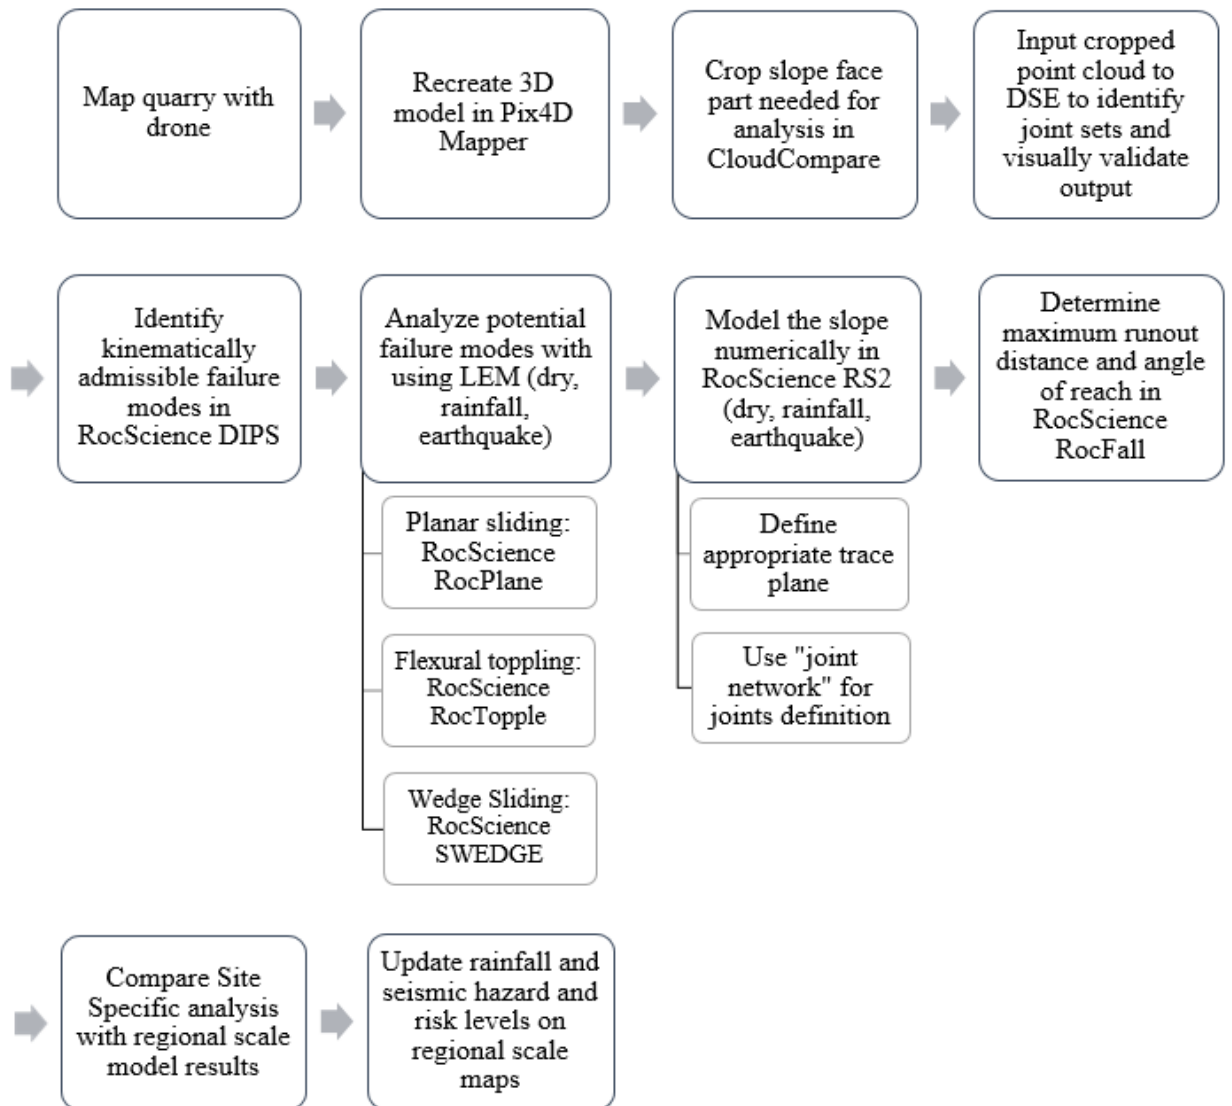 Map quarry with
drone
Recreate 3D
model in Pix4D
Mapper
Crop slope face
part needed for
analysis in
CloudCompare
Input cropped
point cloud to
DSE to identify
joint sets and
visually validate
output
Identify
kinematically
admissible failure
modes in
RocScience DIPS
Analyze potential
failure modes with
using LEM (dry,
rainfall,
earthquake)
Planar sliding:
RocScience
RocPlane
Flexural toppling:
RocScience
RocTopple
Wedge Sliding:
RocScience
SWEDGE
Model the slope
numerically in
RocScience RS2
(dry, rainfall,
earthquake)
Define
appropriate trace
plane
Use "joint
network" for
joints definition
Determine
maximum runout
distance and angle
of reach in
RocScience
RocFall
Compare Site
Specific analysis
with regional scale
model results
Update rainfall and
seismic hazard and
risk levels on
regional scale
maps